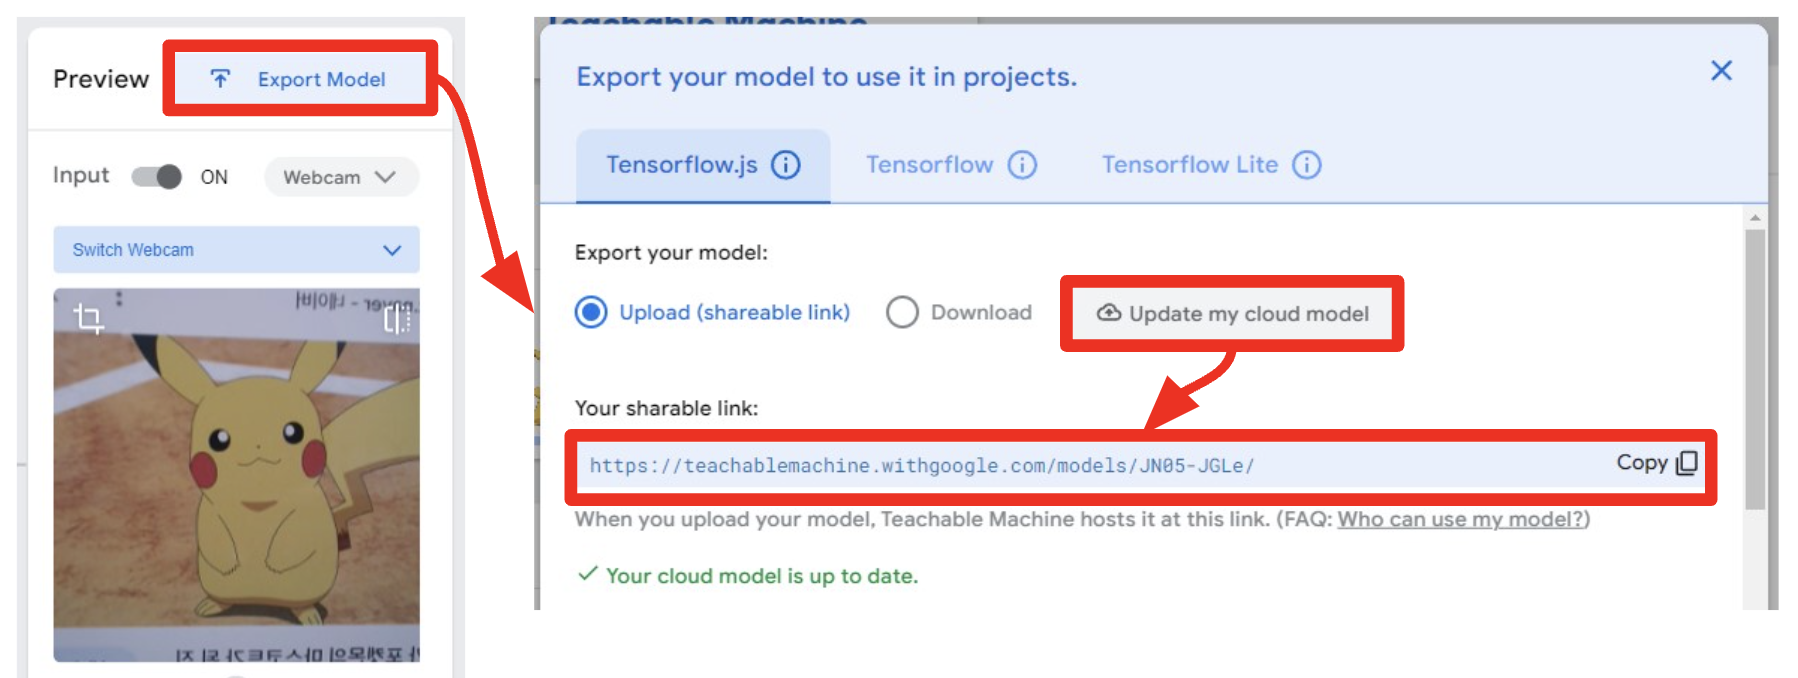 Preview
Export Model
Input
ON
Webcam
Switch Webcam
Teachable Machine
Export your model to use it in projects.
Tensorflow.js
Tensorflow
Tensorflow Lite
Export your model:
Upload (shareable link)
Download
Update my cloud model
Your sharable link:
https://teachablemachine.withgoogle.com/models/JN05-JGLe/
Copy
When you upload your model, Teachable Machine hosts it at this link. (FAQ: Who can use my model?)
Your cloud model is up to date.